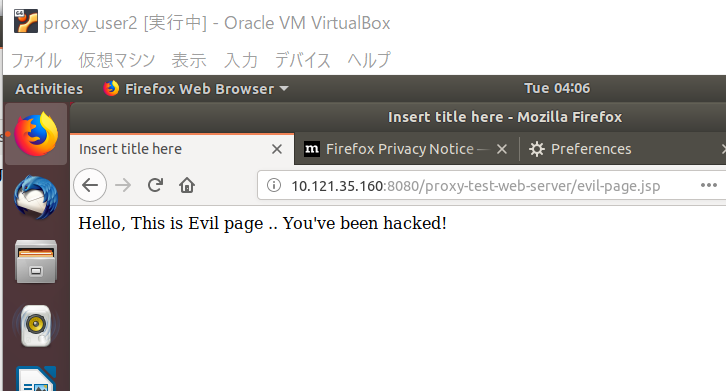 proxy_user2 [実行中] - Oracle VM VirtualBox
ファイル 仮想マシン 表示 入力 デバイス ヘルプ
Activities Firefox Web Browser Tue 04:06
Insert title here - Mozilla Firefox
Insert title here Firefox Privacy Notice — Preferences
10.121.35.160:8080/proxy-test-web-server/evil-page.jsp
Hello, This is Evil page .. You've been hacked!